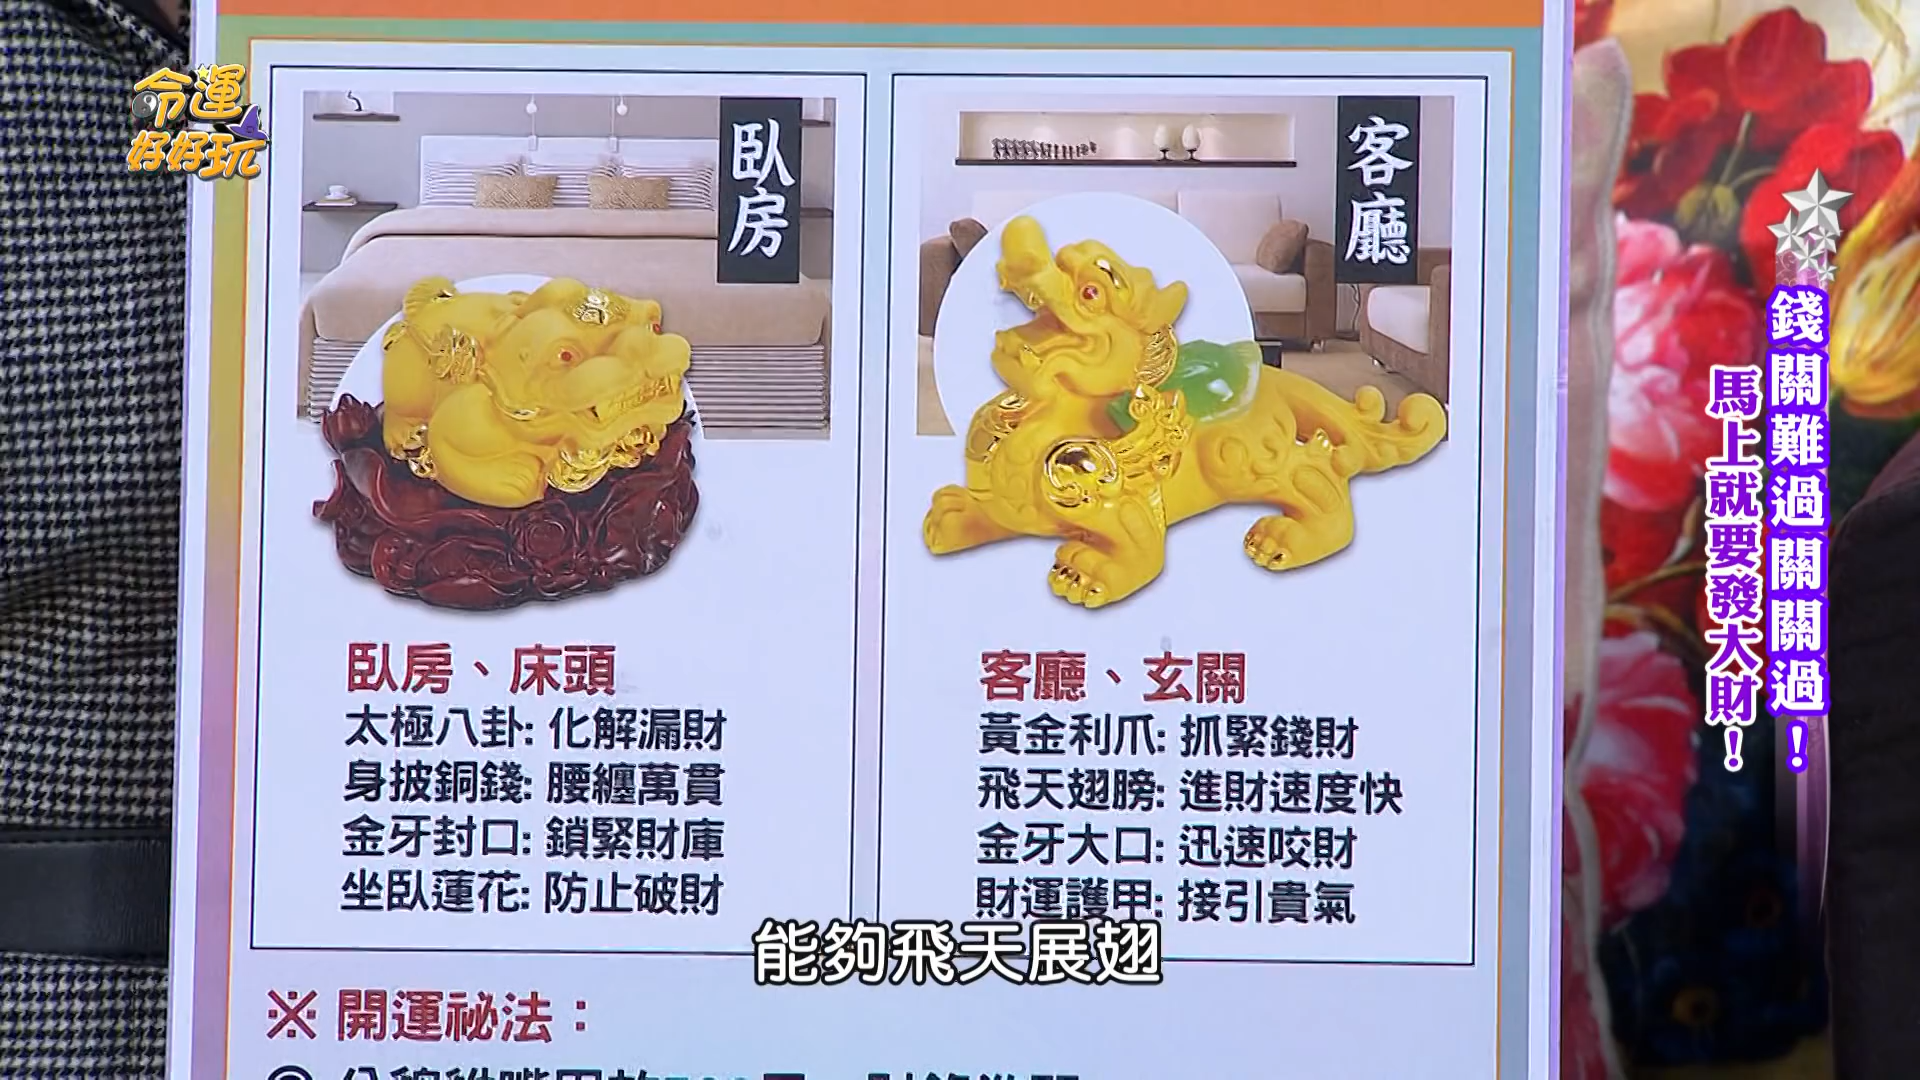 命運
好好玩
臥房
客廳
臥房、床頭
太極八卦: 化解漏財
身披銅錢: 腰纏萬貫
金牙封口: 鎖緊財庫
坐臥蓮花: 防止破財
客廳、玄關
黃金利爪: 抓緊錢財
飛天翅膀: 進財速度快
金牙大口: 迅速咬財
財運護甲: 接引貴氣
※ 開運祕法：
能夠飛天展翅
錢關難過關關過！
馬上就要發大財！